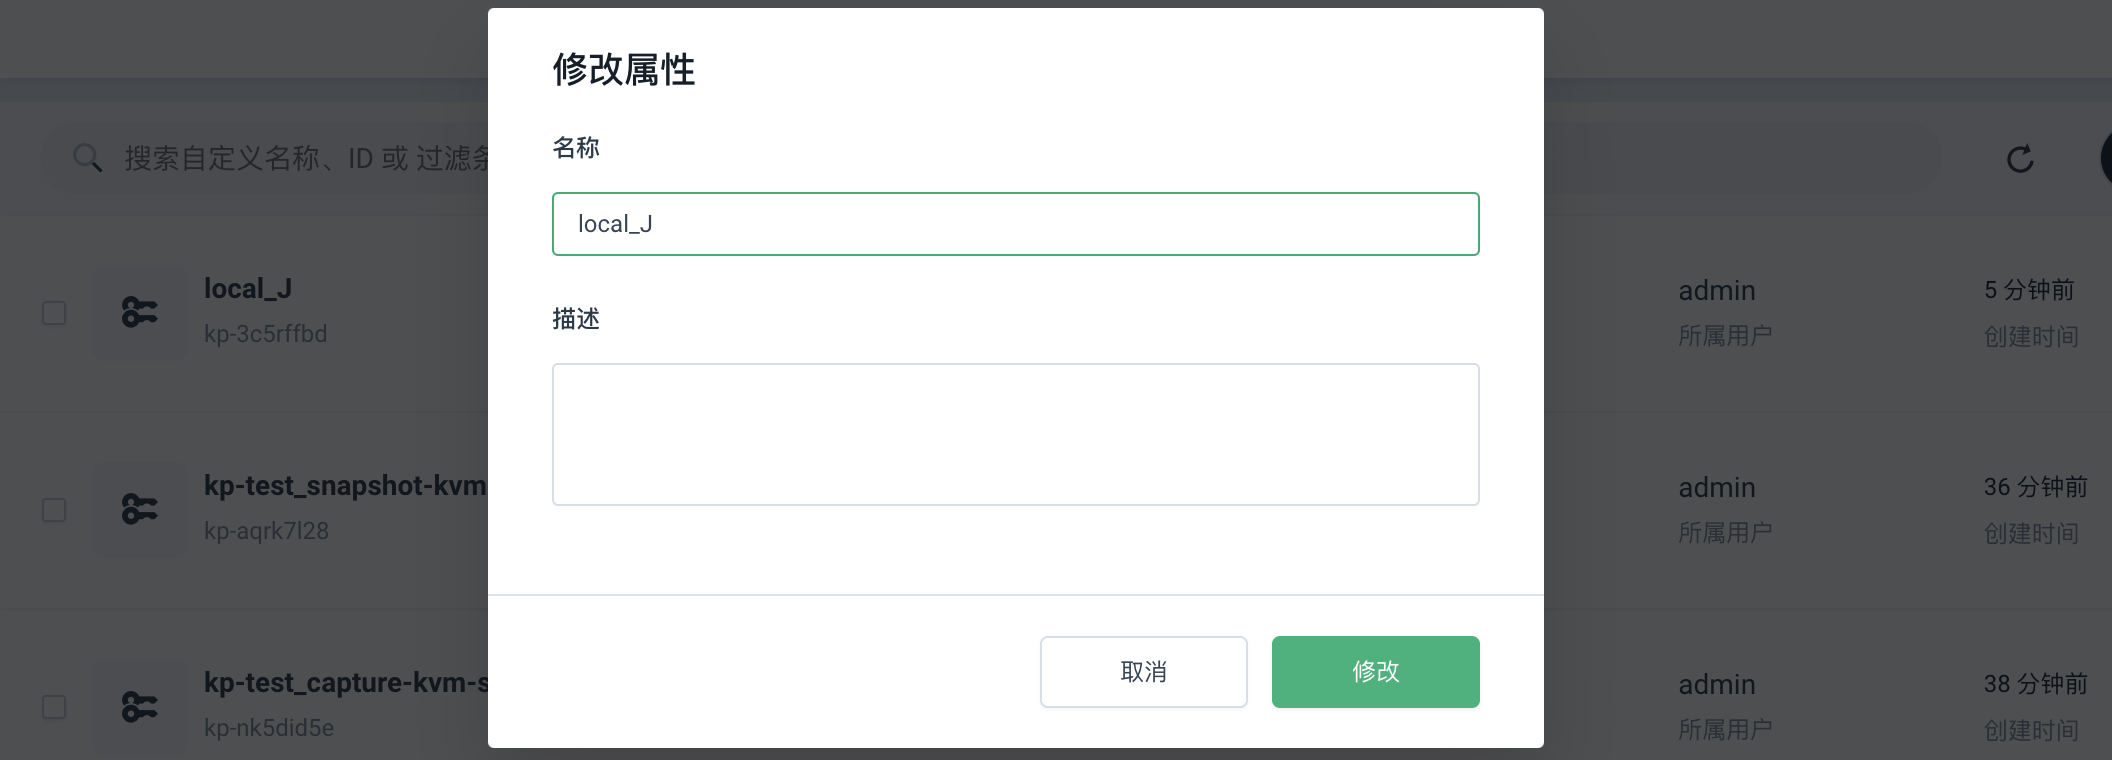 修改属性
名称
搜索自定义名称、ID 或 过滤条
local_J
local_J
kp-3c5rffbd
admin
所属用户
5 分钟前
创建时间
描述
kp-test_snapshot-kvm
kp-aqrk7l28
admin
所属用户
36 分钟前
创建时间
取消
修改
kp-test_capture-kvm-s
kp-nk5did5e
admin
所属用户
38 分钟前
创建时间